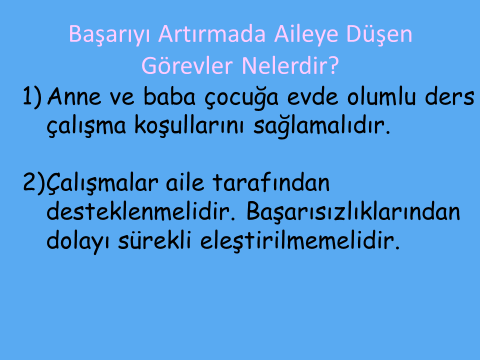 Başarıyı Artırmada Aileye Düşen
Görevler Nelerdir?
1) Anne ve baba çocuğa evde olumlu ders
çalışma koşullarını sağlamalıdır.
2)Çalışmalar aile tarafından
desteklenmelidir. Başarısızlıklarından
dolayı sürekli eleştirilmemelidir.